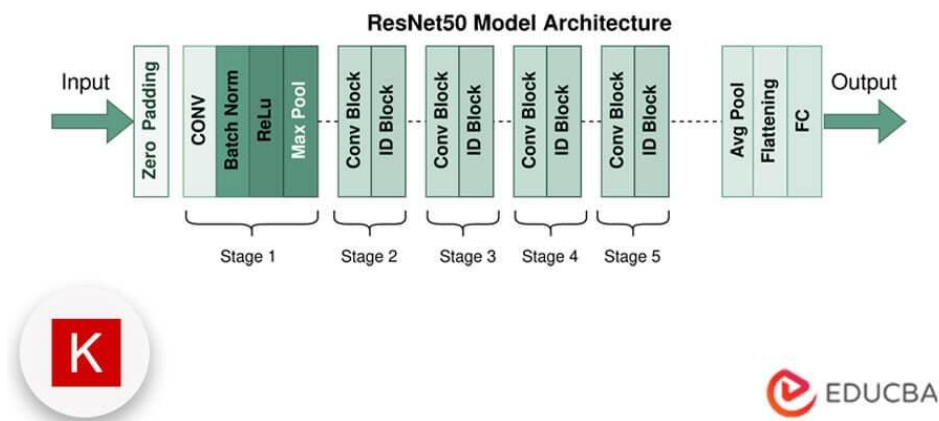 ResNet50 Model Architecture
Input
Zero Padding
CONV
Batch Norm
ReLu
Max Pool
Conv Block
ID Block
Conv Block
ID Block
Conv Block
ID Block
Conv Block
ID Block
Avg Pool
Flattening
FC
Output
Stage 1
Stage 2
Stage 3
Stage 4
Stage 5
K
EDUCBA